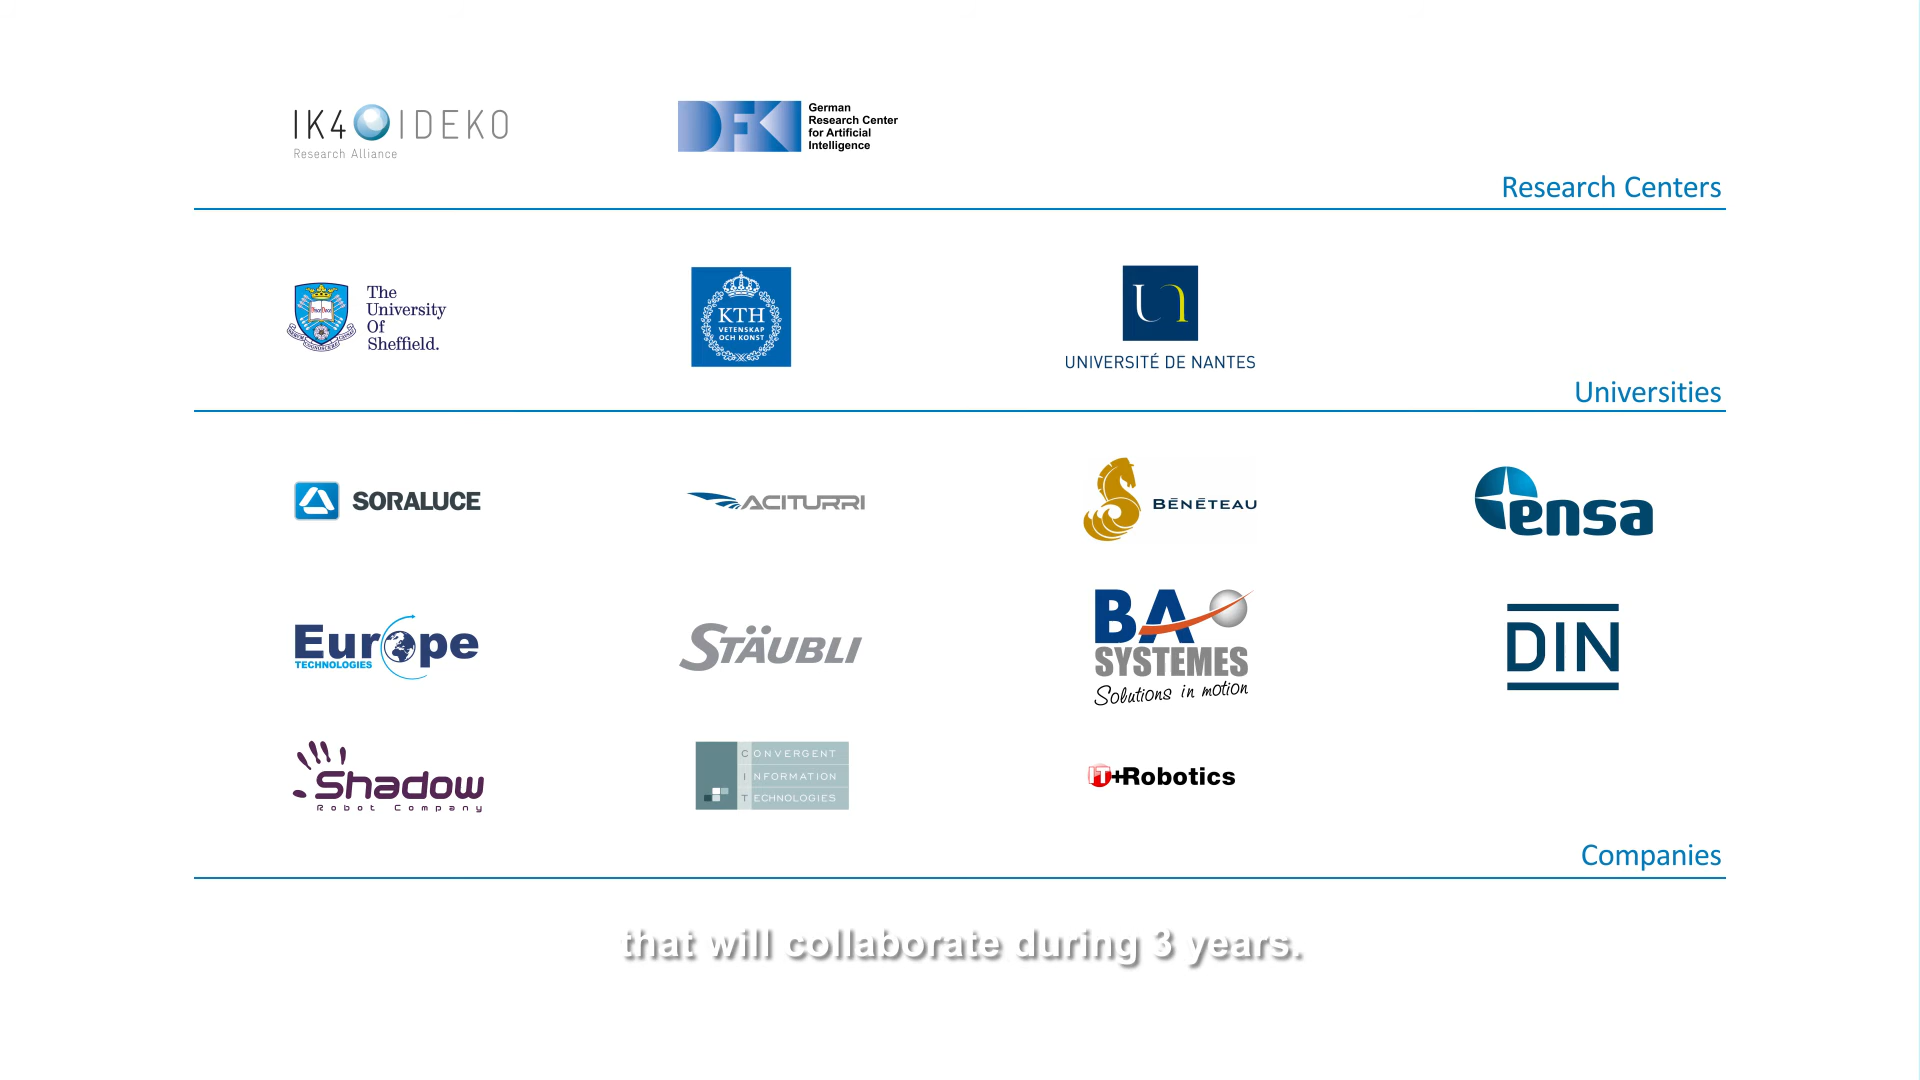 IK4 IDEKO
Research Alliance
DFK
German
Research Center
for Artificial
Intelligence
Research Centers
The
University
Of
Sheffield.
KTH
VETENSKAP
OCH KONST
UNIVERSITÉ DE NANTES
Universities
SORALUCE
ACITURRI
BÉNÉTEAU
ensa
Europe
TECHNOLOGIES
STÄUBLI
BA
SYSTEMES
Solutions in motion
DIN
Shadow
Robot Company
CONVERGENT
INFORMATION
TECHNOLOGIES
IT+Robotics
Companies
that will collaborate during 3 years.